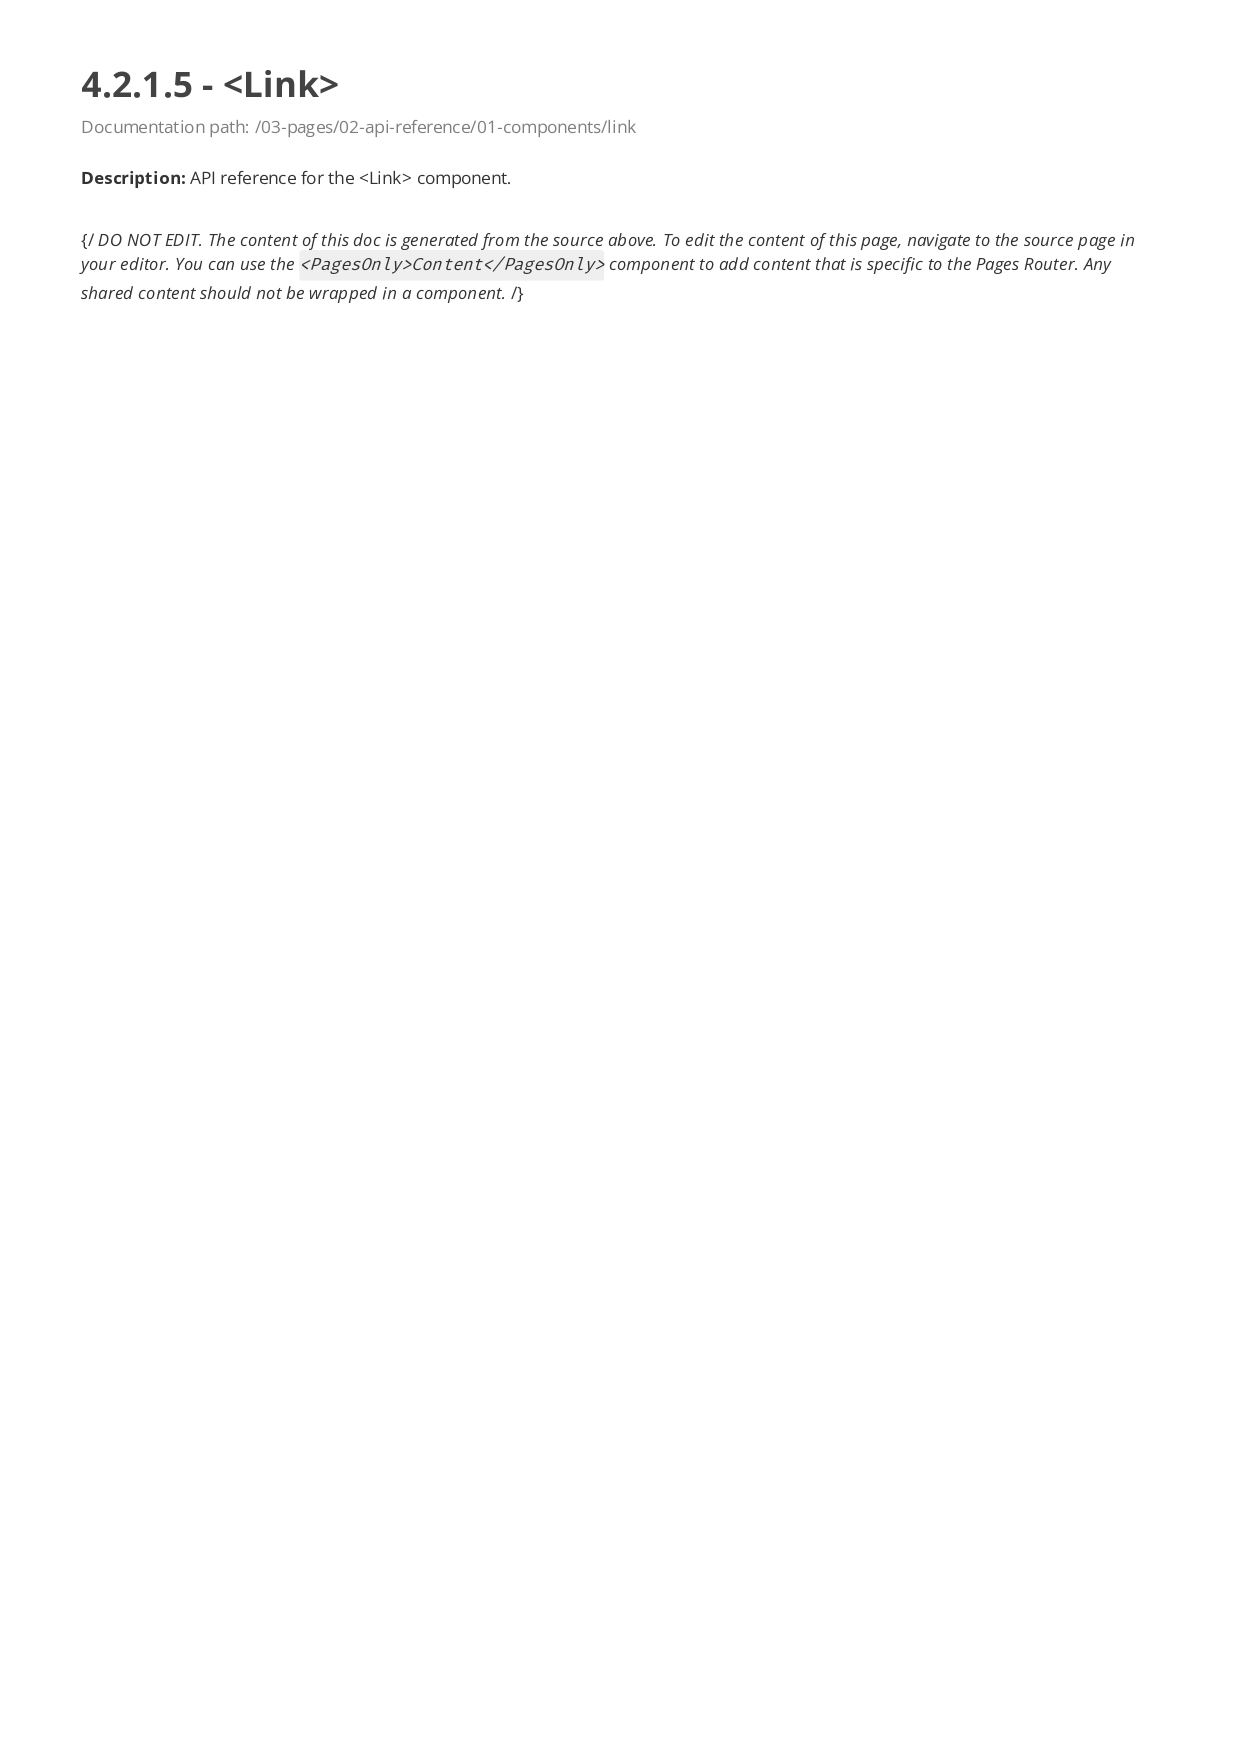 4.2.1.5 - <Link>
Documentation path: /03-pages/02-api-reference/01-components/link
Description: API reference for the <Link> component.
{/ DO NOT EDIT. The content of this doc is generated from the source above. To edit the content of this page, navigate to the source page in
your editor. You can use the <PagesOnly>Content</PagesOnly> component to add content that is specific to the Pages Router. Any
shared content should not be wrapped in a component. /}